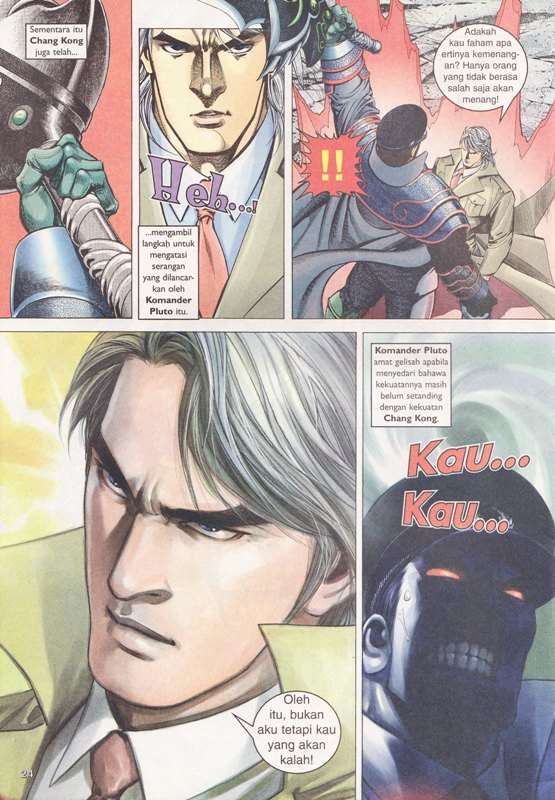 Sementara itu
Chang Kong
juga telah...
Heh...!
...mengambil
langkah untuk
mengatasi
serangan
yang dilancar-
kan oleh
Komander
Pluto itu.
!!
Adakah
kau faham apa
ertinya kemenang-
an? Hanya orang
yang tidak berasa
salah saja akan
menang!
Oleh
itu, bukan
aku tetapi kau
yang akan
kalah!
Komander Pluto
amat gelisah apabila
menyedari bahawa
kekuatannya masih
belum setanding
dengan kekuatan
Chang Kong.
Kau...
Kau...
24